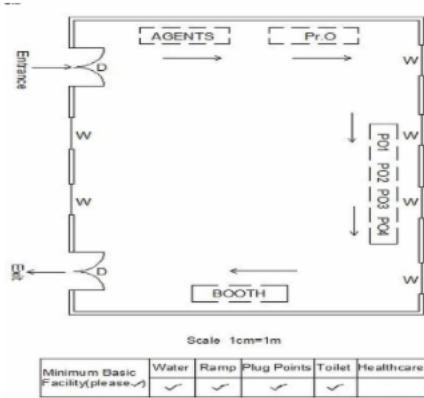 AGENTS Pr.O
Entrance
D
W
W
W
PO1 PO2 PO3 PO4
W
W
D
W
Exit
BOOTH
Scale 1cm=1m
Minimum Basic Facility(please✓) Water Ramp Plug Points Toilet Healthcare
✓ ✓ ✓ ✓